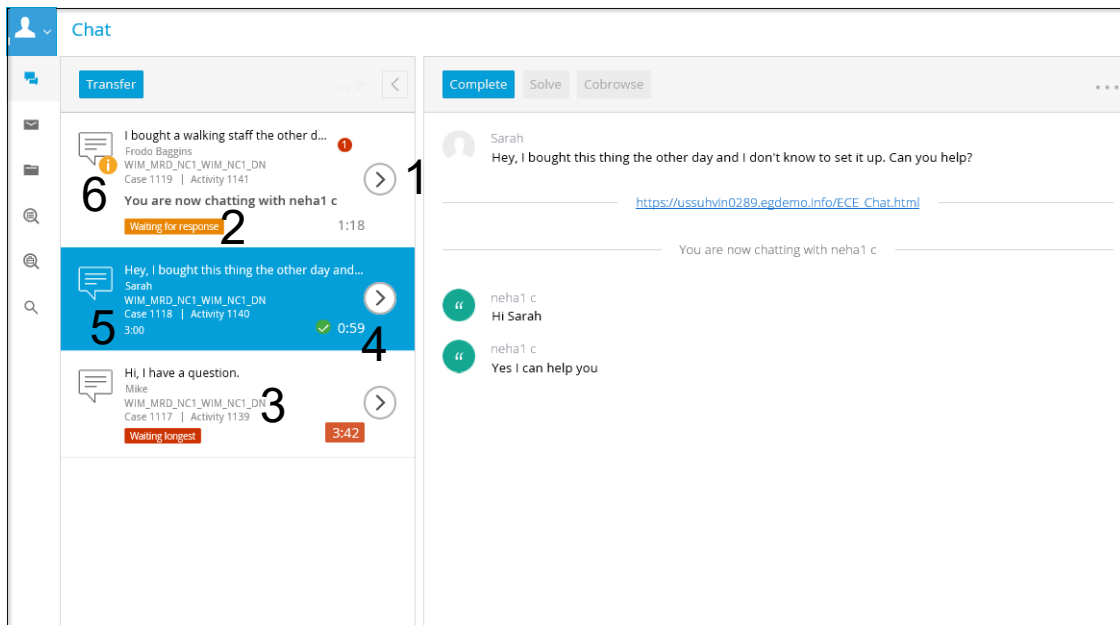 Chat
Transfer
I bought a walking staff the other d...
1
Frodo Baggins
WIM_MRD_NC1_WIM_NC1_DN
Case 1119 | Activity 1141
1
6
You are now chatting with neha1 c
Waiting for response
2
1:18
Hey, I bought this thing the other day and...
Sarah
WIM_MRD_NC1_WIM_NC1_DN
Case 1118 | Activity 1140
5
3:00
0:59
4
Hi, I have a question.
Mike
WIM_MRD_NC1_WIM_NC1_DN
3
Case 1117 | Activity 1139
Waiting longest
3:42
Complete Solve Cobrowse
Sarah
Hey, I bought this thing the other day and I don't know to set it up. Can you help?
https://ussuhvin0289.egdemo.info/ECE_Chat.html
You are now chatting with neha1 c
neha1 c
Hi Sarah
neha1 c
Yes I can help you